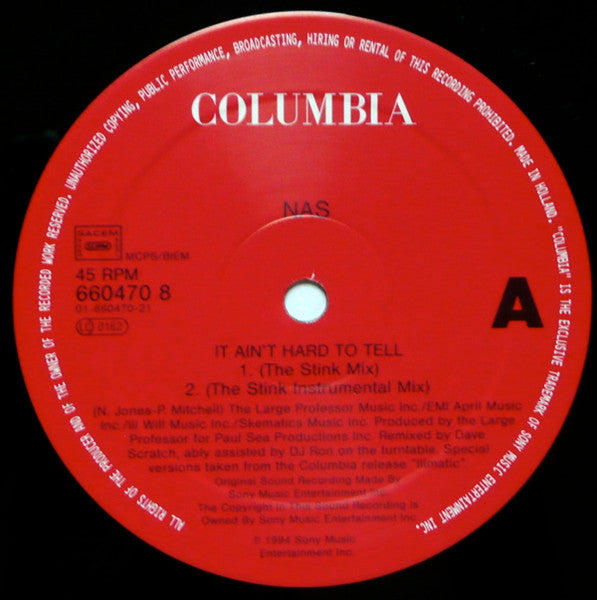 ALL RIGHTS OF THE PRODUCER AND OF THE OWNER OF THE RECORDED WORK RESERVED. UNAUTHORIZED COPYING, PUBLIC PERFORMANCE, BROADCASTING, HIRING OR RENTAL OF THIS RECORDING PROHIBITED. MADE IN HOLLAND. "COLUMBIA" IS THE EXCLUSIVE TRADEMARK OF SONY MUSIC ENTERTAINMENT, INC.
COLUMBIA
NAS
SACEM
MCPS/BIEM
45 RPM
660470 8
01-660470-21
LC 0162
A
IT AIN'T HARD TO TELL
1. (The Stink Mix)
2. (The Stink Instrumental Mix)
(N. Jones-P. Mitchell) The Large Professor Music Inc./EMI April Music
Inc./Ill Will Music Inc./Skematics Music Inc. Produced by the Large
Professor for Paul Sea Productions Inc. Remixed by Dave
Scratch, ably assisted by DJ Ron on the turntable. Special
versions taken from the Columbia release "Illmatic"
Original Sound Recording Made By
Sony Music Entertainment Inc.
The Copyright In This Sound Recording is
Owned By Sony Music Entertainment Inc.
℗ 1994 Sony Music
Entertainment Inc.